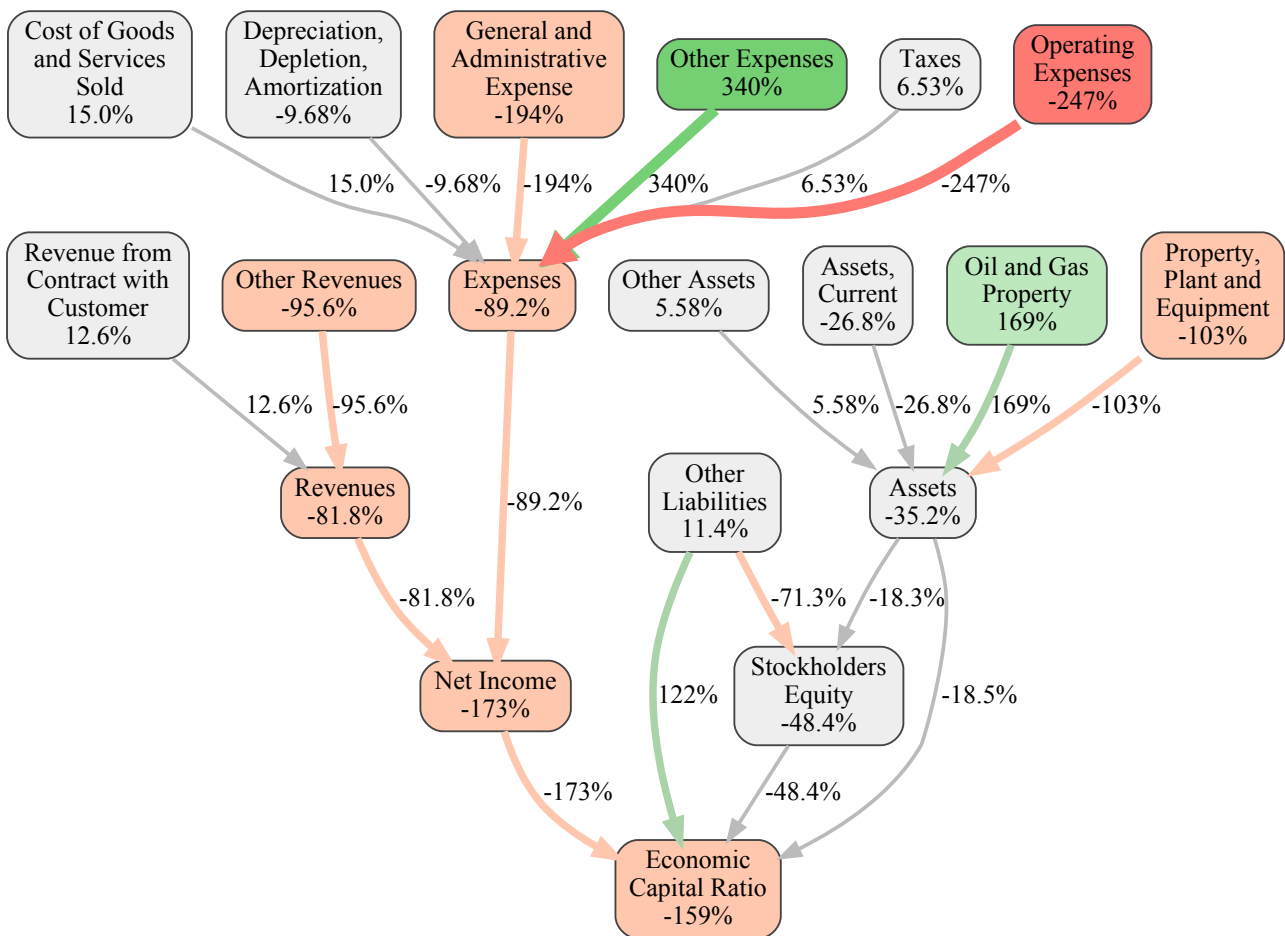 Cost of Goods
and Services
Sold
15.0%
Depreciation,
Depletion,
Amortization
-9.68%
General and
Administrative
Expense
-194%
Other Expenses
340%
Taxes
6.53%
Operating
Expenses
-247%
15.0%
-9.68%
-194%
340%
6.53%
-247%
Revenue from
Contract with
Customer
12.6%
Other Revenues
-95.6%
Expenses
-89.2%
Other Assets
5.58%
Assets,
Current
-26.8%
Oil and Gas
Property
169%
Property,
Plant and
Equipment
-103%
12.6%
-95.6%
-89.2%
5.58%
-26.8%
169%
-103%
Revenues
-81.8%
Other
Liabilities
11.4%
Assets
-35.2%
-81.8%
-71.3%
-18.3%
Net Income
-173%
122%
Stockholders
Equity
-48.4%
-18.5%
-173%
-48.4%
Economic
Capital Ratio
-159%